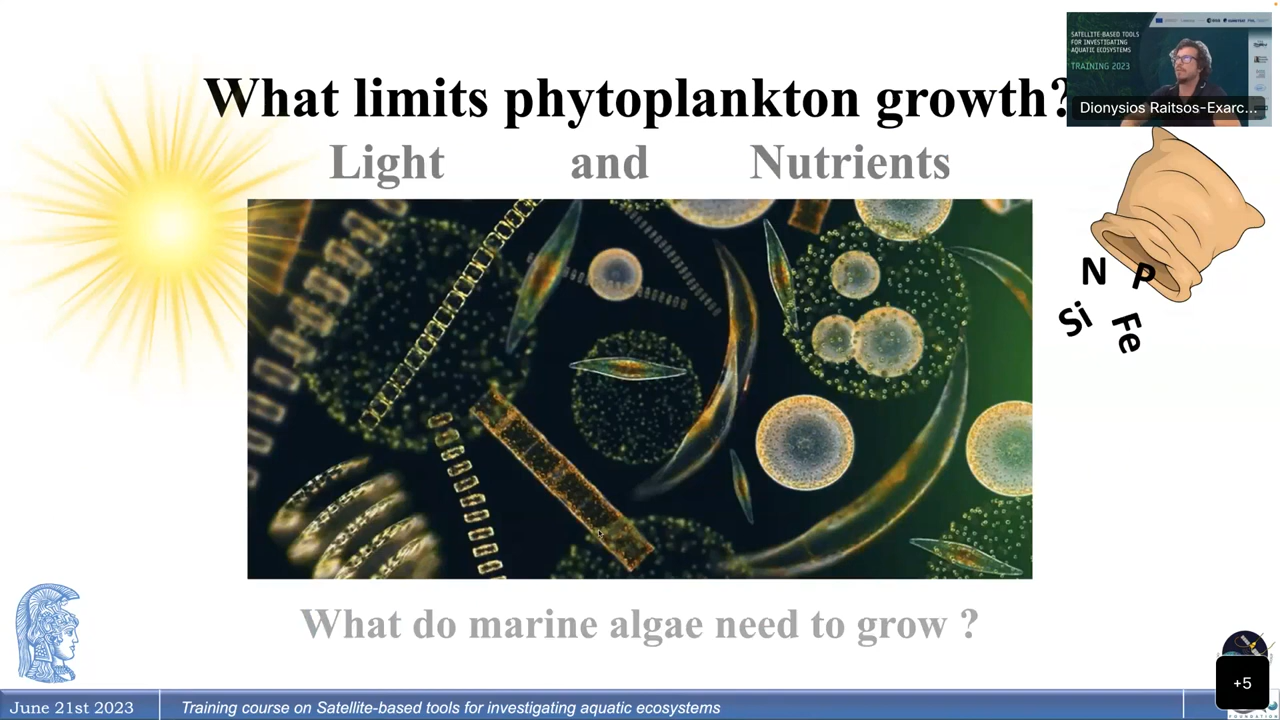 What limits phytoplankton growth?
Light and Nutrients
SATELLITE-BASED TOOLS
FOR INVESTIGATING
AQUATIC ECOSYSTEMS
TRAINING 2023
Dionysios Raitsos-Exarc...
N P
Si Fe
What do marine algae need to grow ?
+5
June 21st 2023
Training course on Satellite-based tools for investigating aquatic ecosystems